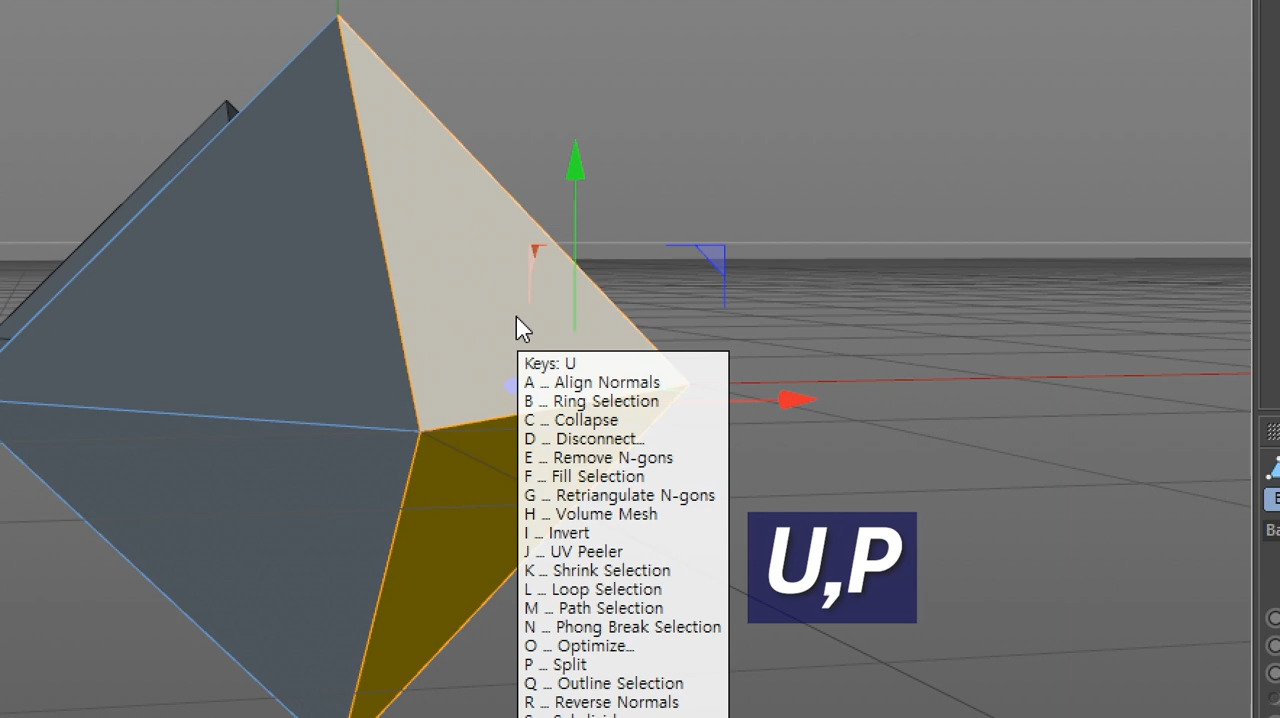 Keys: U
A ... Align Normals
B ... Ring Selection
C ... Collapse
D ... Disconnect...
E ... Remove N-gons
F ... Fill Selection
G ... Retriangulate N-gons
H ... Volume Mesh
I ... Invert
J ... UV Peeler
K ... Shrink Selection
L ... Loop Selection
M ... Path Selection
N ... Phong Break Selection
O ... Optimize...
P ... Split
Q ... Outline Selection
R ... Reverse Normals
U,P